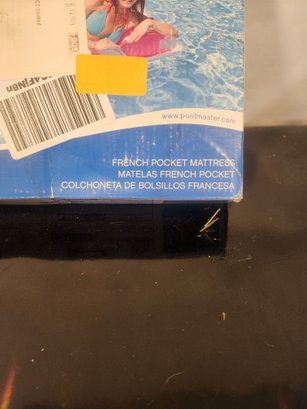 www.poolmaster.com
FRENCH POCKET MATTRESS
MATELAS FRENCH POCKET
COLCHONETA DE BOLSILLOS FRANCESA